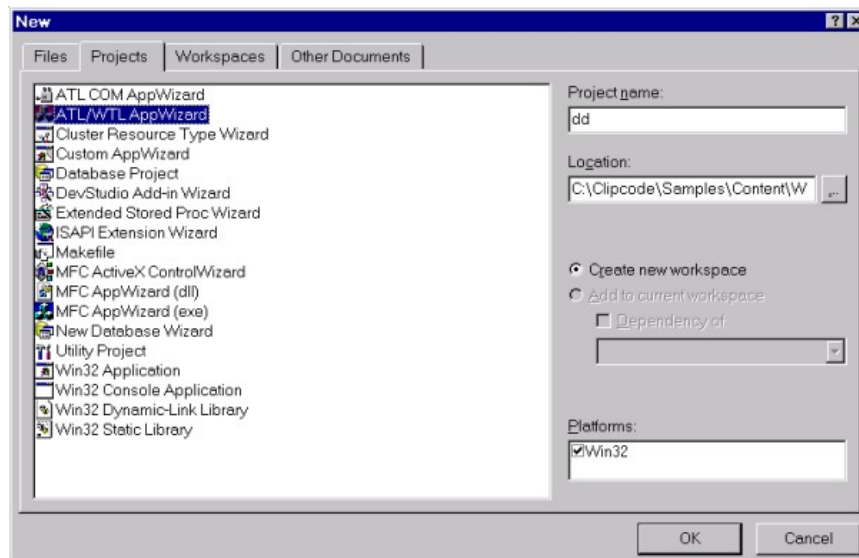 New
Files Projects Workspaces Other Documents
ATL COM AppWizard
ATL/WTL AppWizard
Cluster Resource Type Wizard
Custom AppWizard
Database Project
DevStudio Add-in Wizard
Extended Stored Proc Wizard
ISAPI Extension Wizard
Makefile
MFC ActiveX ControlWizard
MFC AppWizard (dll)
MFC AppWizard (exe)
New Database Wizard
Utility Project
Win32 Application
Win32 Console Application
Win32 Dynamic-Link Library
Win32 Static Library
Project name:
dd
Location:
C:\Clipcode\Samples\Content\W ...
Create new workspace
Add to current workspace
Dependency of:
Platforms:
Win32
OK Cancel